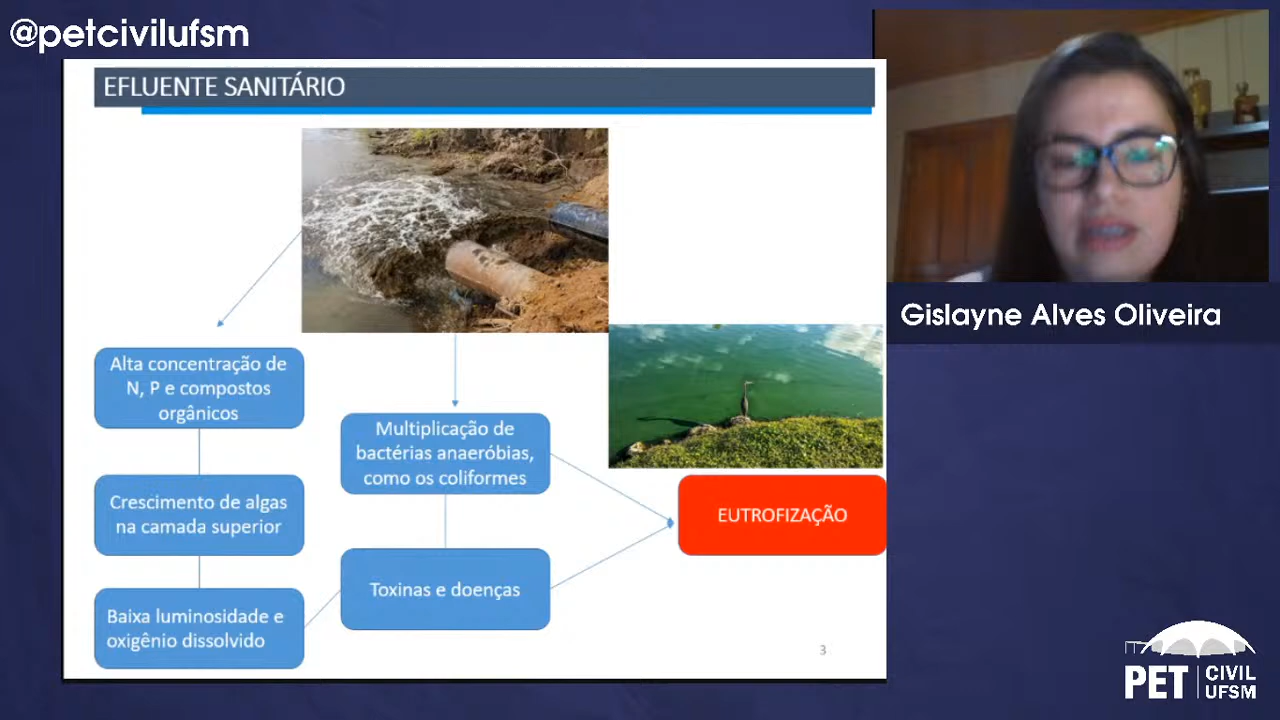 @petcivilufsm
EFLUENTE SANITÁRIO
Alta concentração de
N, P e compostos
orgânicos
Crescimento de algas
na camada superior
Baixa luminosidade e
oxigênio dissolvido
Multiplicação de
bactérias anaeróbias,
como os coliformes
Toxinas e doenças
EUTROFIZAÇÃO
3
Gislayne Alves Oliveira
PET CIVIL
UFSM